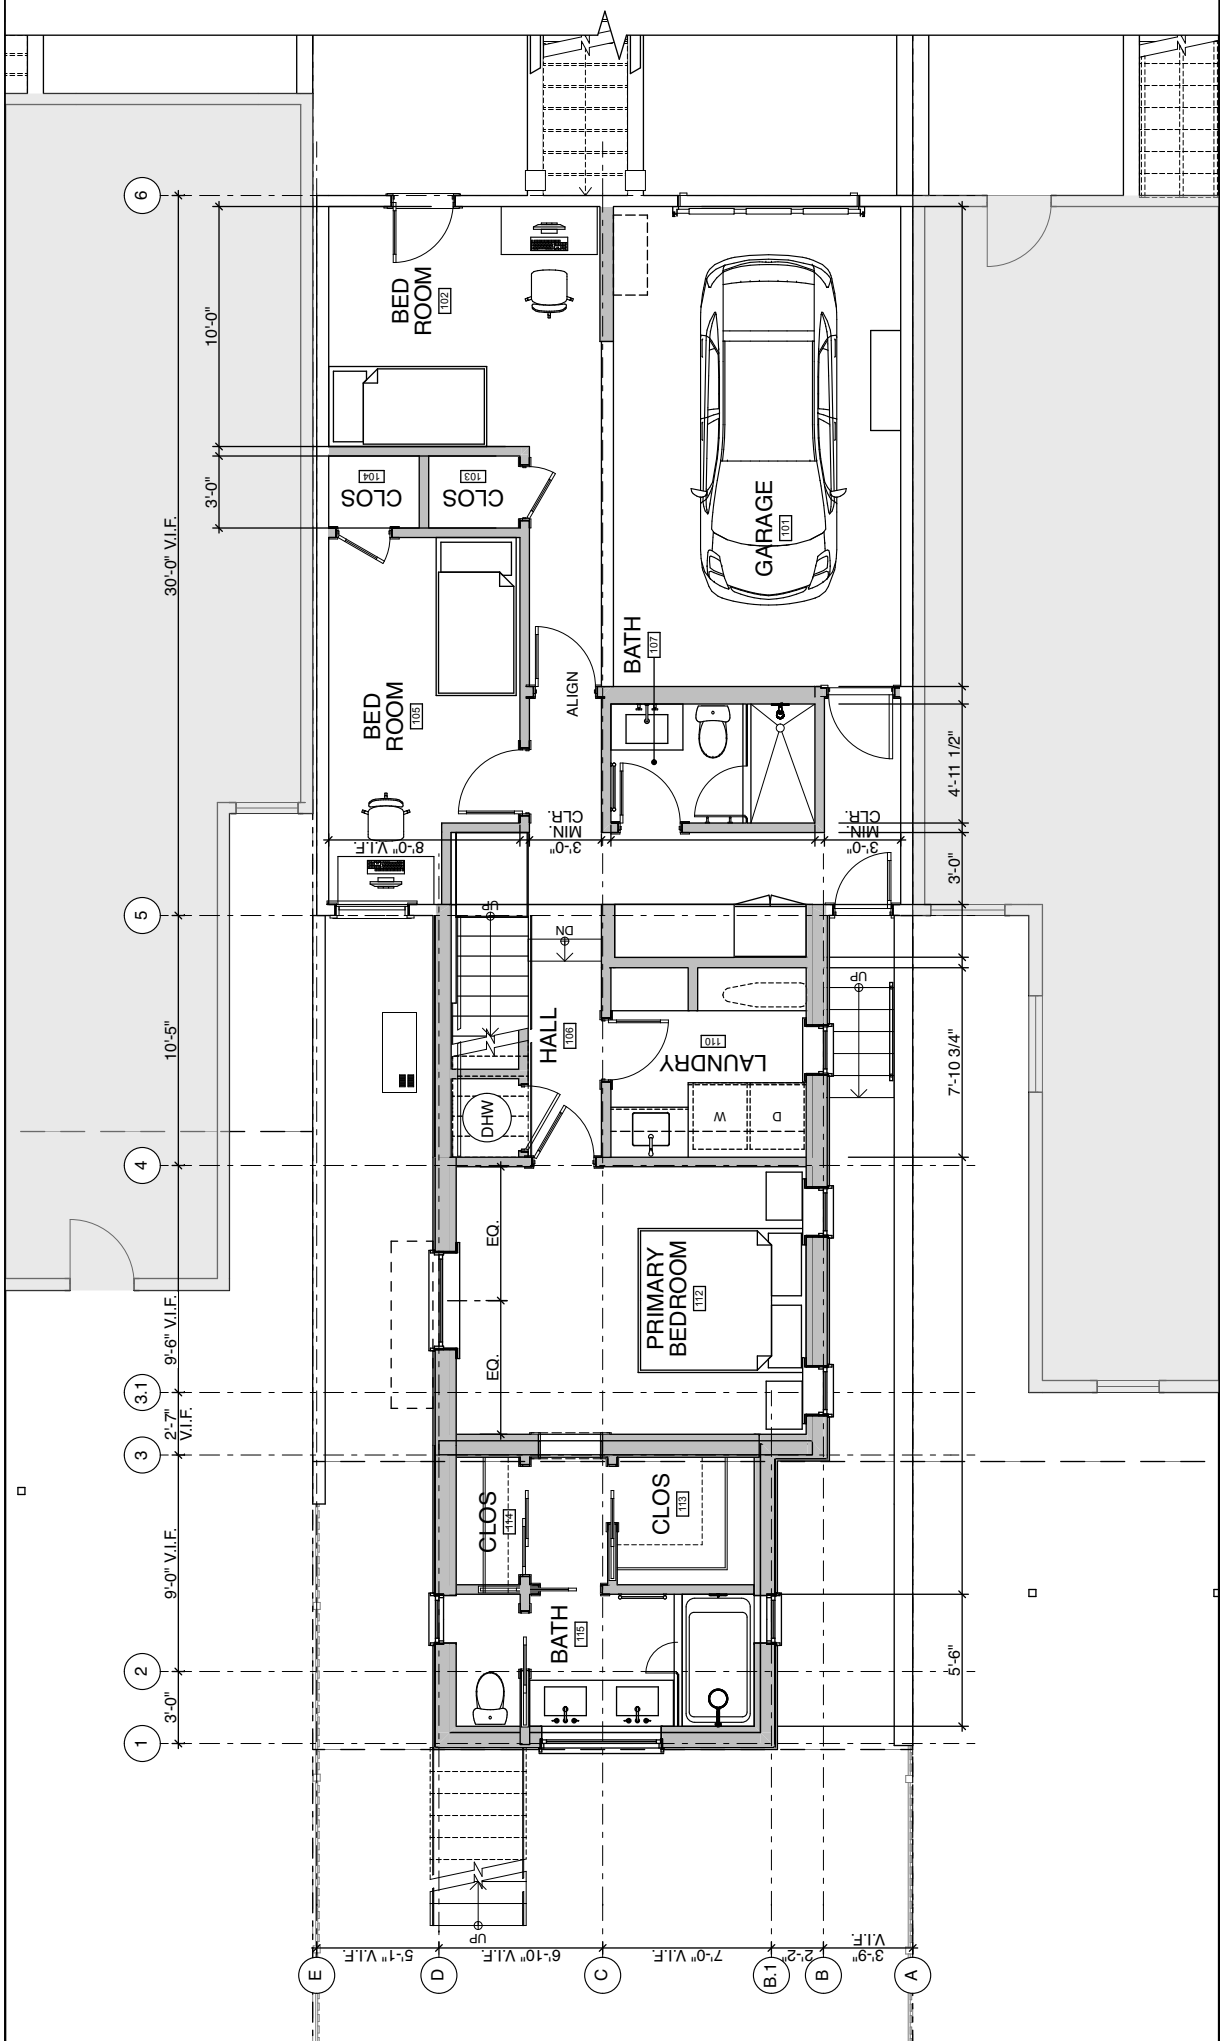 6
5
4
3.1
3
2
1
30'-0" V.I.F.
10'-5"
9'-6" V.I.F.
2'-7"
V.I.F.
9'-0" V.I.F.
3'-0"
10'-0"
3'-0"
BED
ROOM
102
CLOS
104
CLOS
103
GARAGE
101
BED
ROOM
105
BATH
107
ALIGN
8'-0" V.I.F.
3'-0"
MIN.
CLR.
3'-0"
MIN.
CLR.
4'-11 1/2"
3'-0"
7'-10 3/4"
5'-6"
UP
DN
UP
HALL
106
LAUNDRY
110
DHW
W
D
EQ.
EQ.
PRIMARY
BEDROOM
112
CLOS
114
CLOS
113
BATH
115
UP
5'-1" V.I.F.
6'-10" V.I.F.
7'-0" V.I.F.
2'-2"
3'-9"
V.I.F.
E
D
C
B.1
B
A